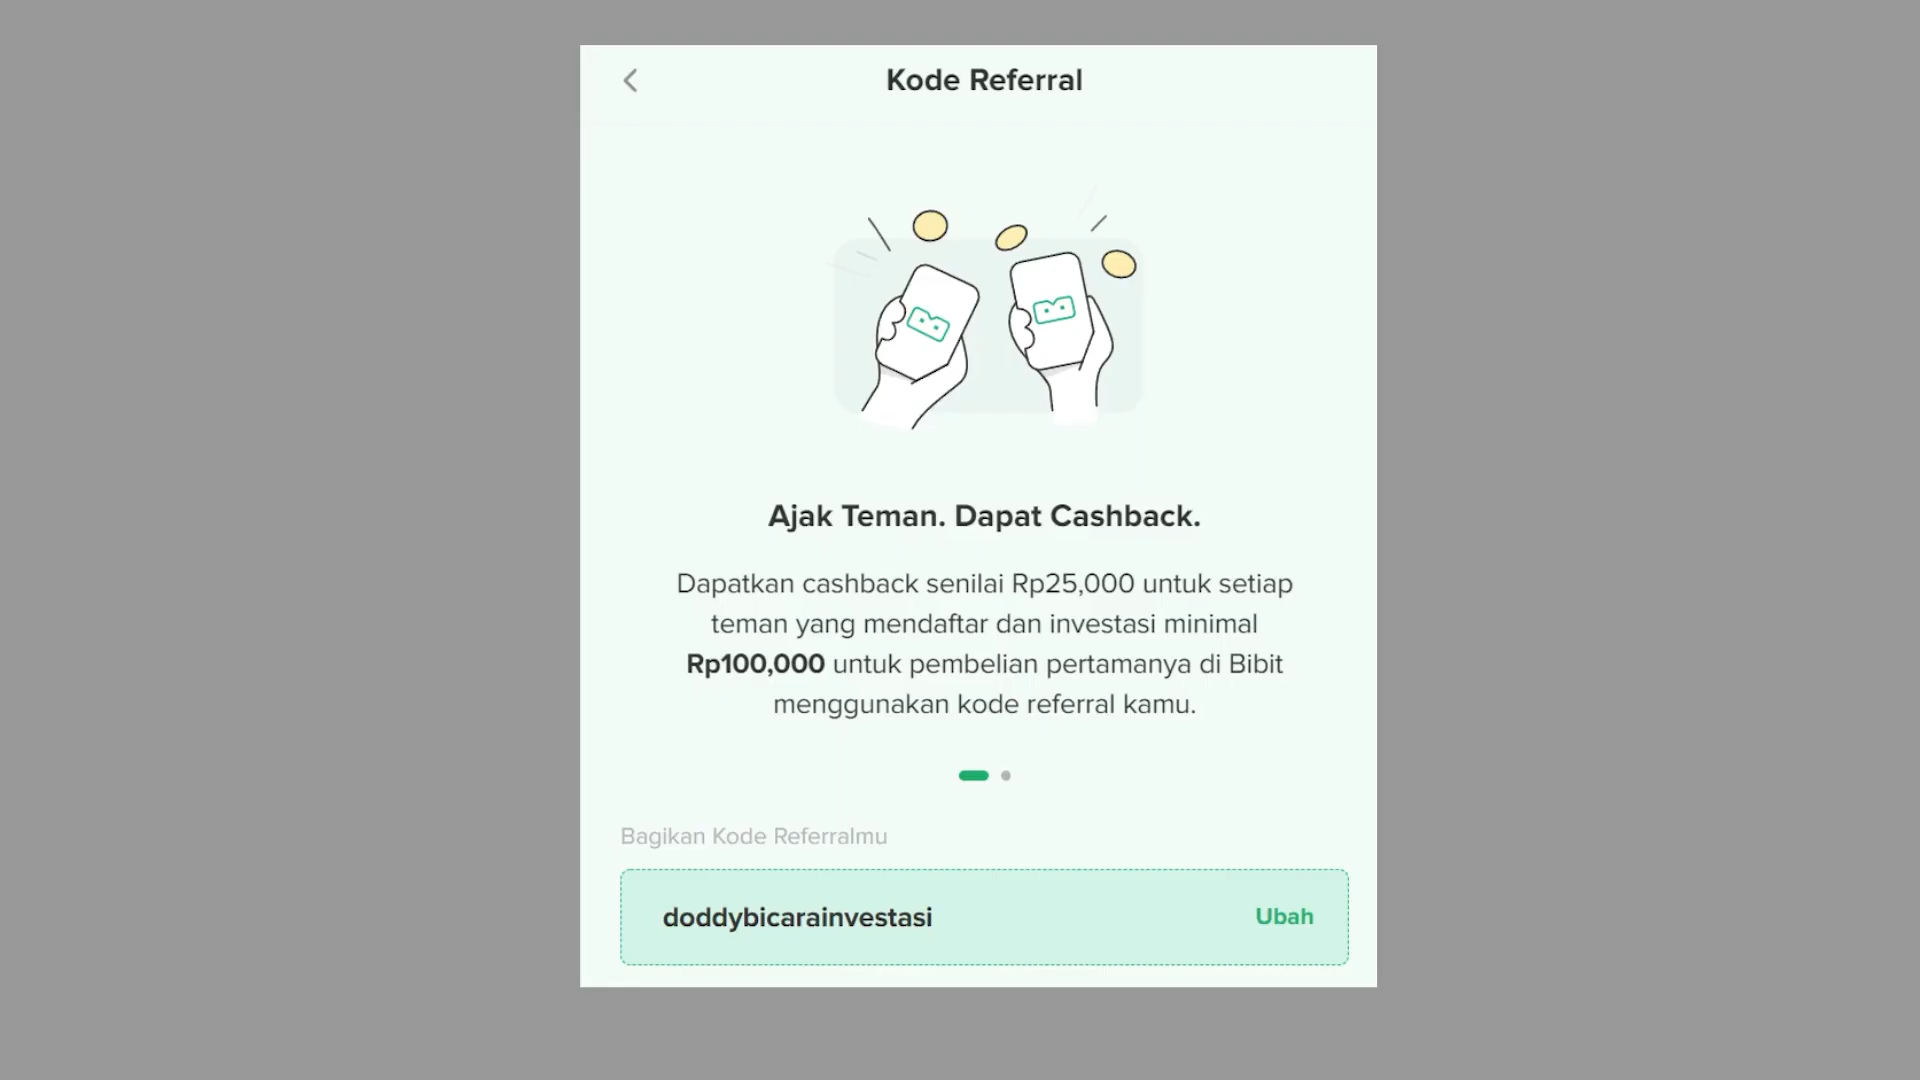 Kode Referral
Ajak Teman. Dapat Cashback.
Dapatkan cashback senilai Rp25,000 untuk setiap
teman yang mendaftar dan investasi minimal
Rp100,000 untuk pembelian pertamanya di Bibit
menggunakan kode referral kamu.
Bagikan Kode Referralmu
doddybicarainvestasi
Ubah